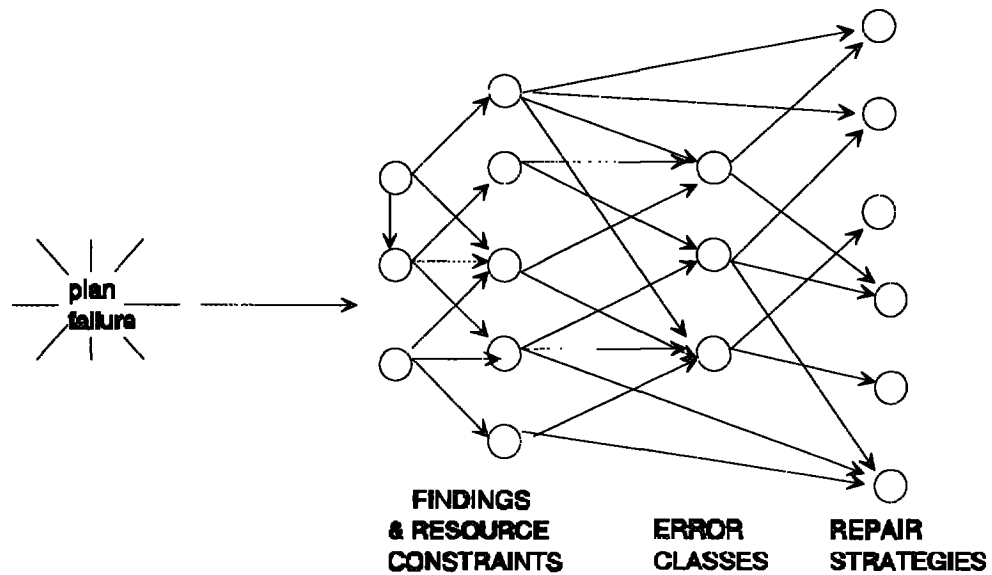 plan
failure
FINDINGS
& RESOURCE
CONSTRAINTS
ERROR
CLASSES
REPAIR
STRATEGIES